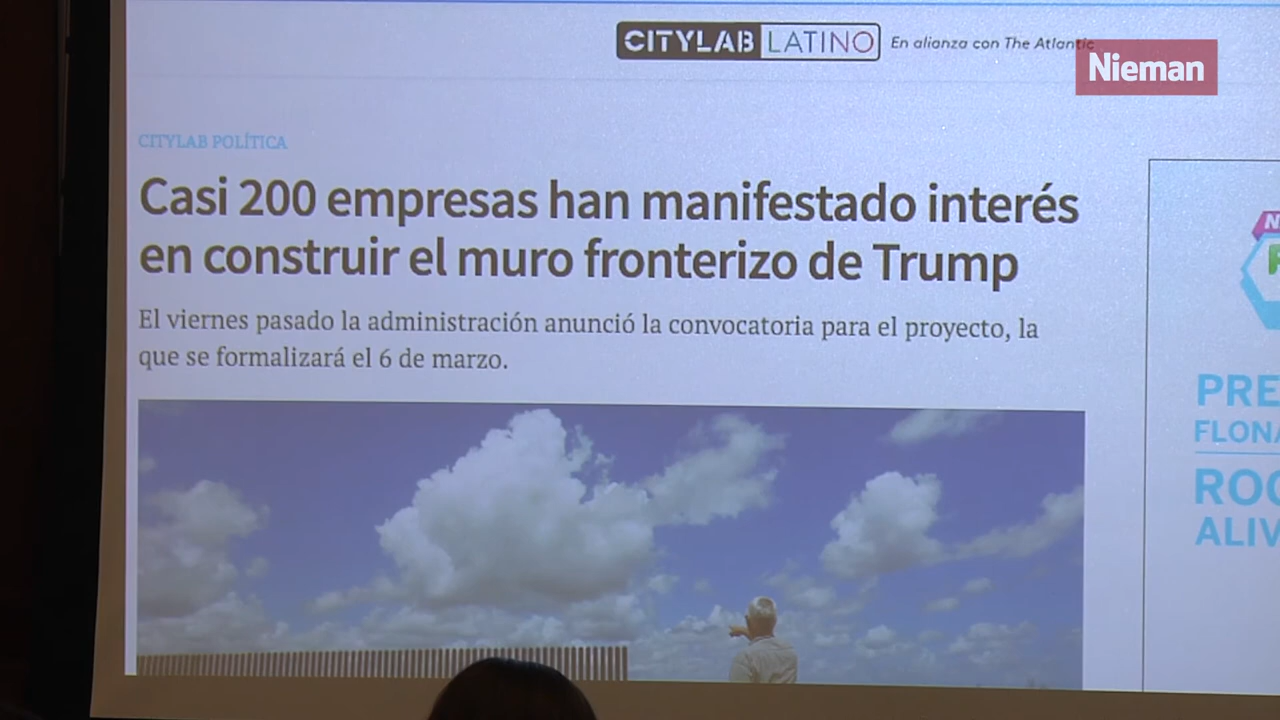 CITYLAB LATINO En alianza con The Atlantic
Nieman
CITYLAB POLÍTICA
Casi 200 empresas han manifestado interés
en construir el muro fronterizo de Trump
El viernes pasado la administración anunció la convocatoria para el proyecto, la
que se formalizará el 6 de marzo.
PRE
FLON
ROC
ALIV